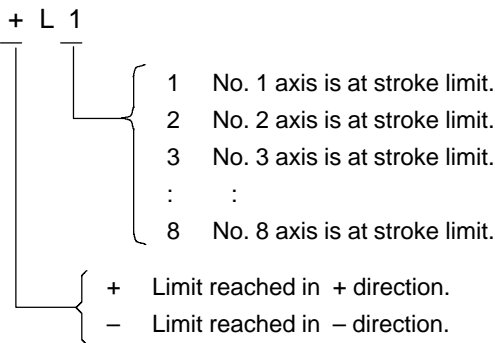 + L 1
1 No. 1 axis is at stroke limit.
2 No. 2 axis is at stroke limit.
3 No. 3 axis is at stroke limit.
: :
8 No. 8 axis is at stroke limit.
+ Limit reached in + direction.
– Limit reached in – direction.